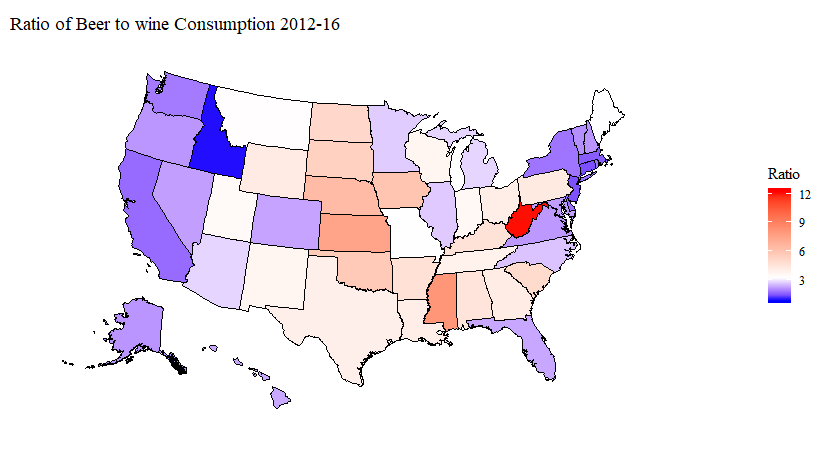 Ratio of Beer to wine Consumption 2012-16
Ratio
12
9
6
3